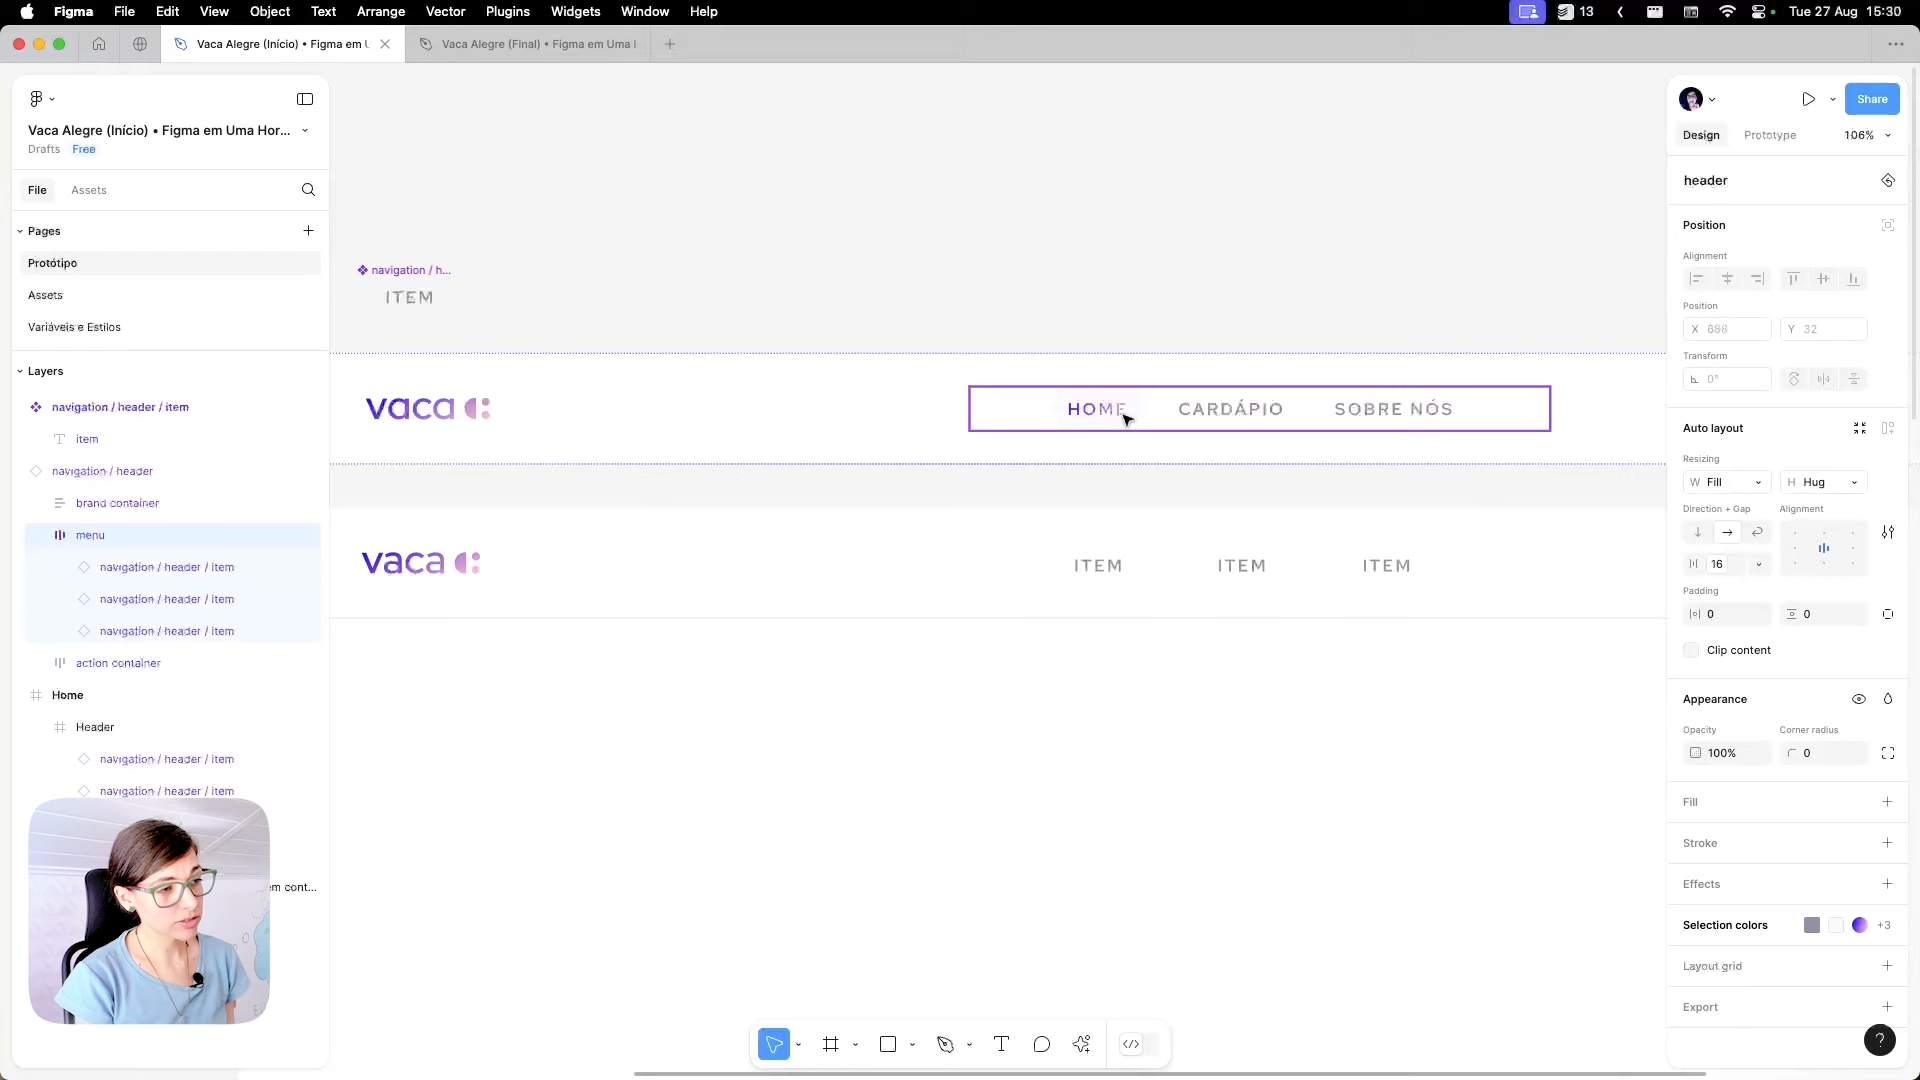 Figma File Edit View Object Text Arrange Vector Plugins Widgets Window Help
13
Tue 27 Aug 15:30
Vaca Alegre (Início) • Figma em U
Vaca Alegre (Final) • Figma em Uma
Vaca Alegre (Início) • Figma em Uma Hor...
Drafts Free
File Assets
Pages
Protótipo
Assets
Variáveis e Estilos
Layers
navigation / header / item
item
navigation / header
brand container
menu
navigation / header / item
navigation / header / item
navigation / header / item
action container
Home
Header
navigation / header / item
navigation / header / item
em cont...
navigation / h...
ITEM
vaca
HOME CARDÁPIO SOBRE NÓS
vaca
ITEM ITEM ITEM
Share
Design Prototype 106%
header
Position
Alignment
Position
X 698 Y 32
Transform
0°
Auto layout
Resizing
W Fill H Hug
Direction + Gap Alignment
16
Padding
0 0
Clip content
Appearance
Opacity Corner radius
100% 0
Fill
Stroke
Effects
Selection colors +3
Layout grid
Export
?